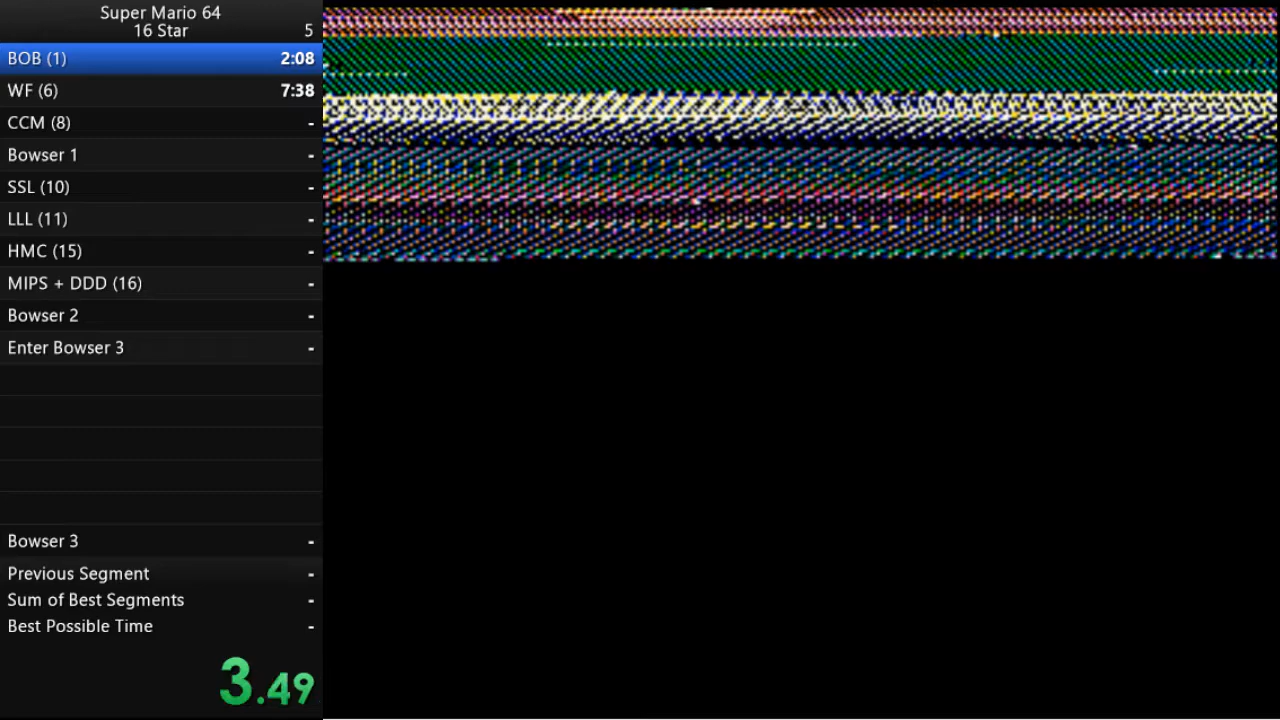 Super Mario 64
16 Star 5
BOB (1) 2:08
WF (6) 7:38
CCM (8) -
Bowser 1 -
SSL (10) -
LLL (11) -
HMC (15) -
MIPS + DDD (16) -
Bowser 2 -
Enter Bowser 3 -
Bowser 3 -
Previous Segment -
Sum of Best Segments -
Best Possible Time -
3.49